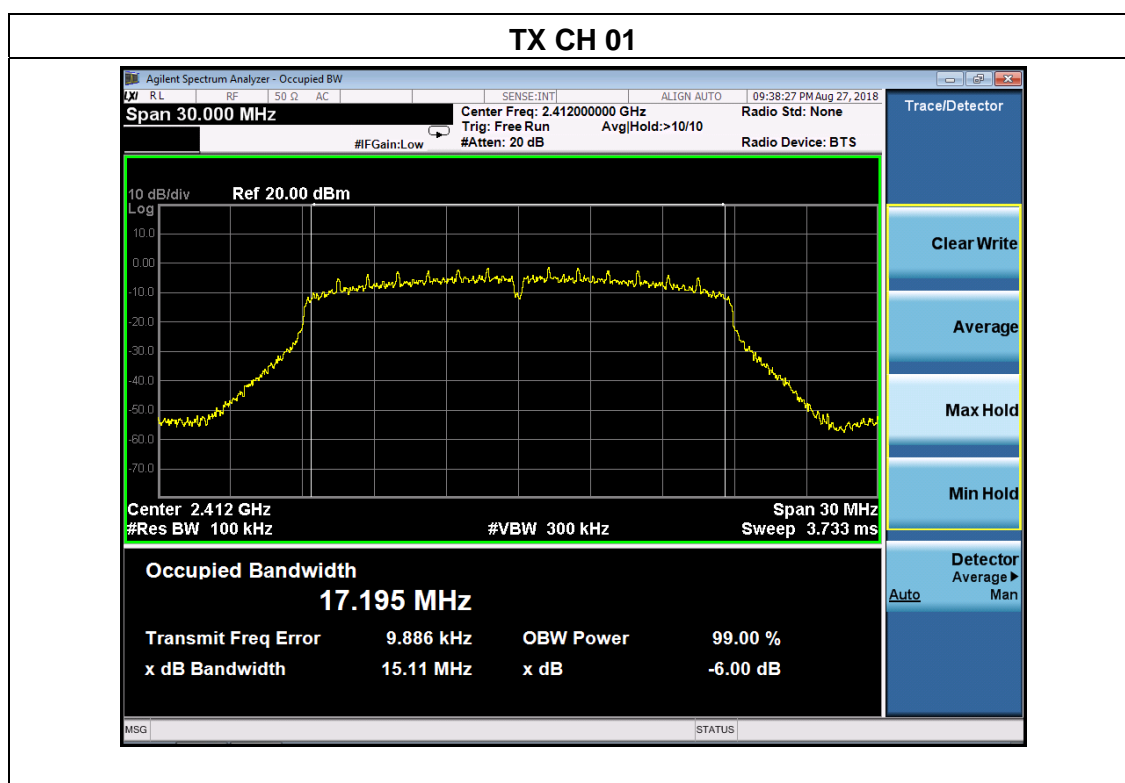 TX CH 01
Agilent Spectrum Analyzer - Occupied BW
LXI RL RF 50 Ω AC SENSE:INT ALIGN AUTO 09:38:27 PM Aug 27, 2018
Span 30.000 MHz
Center Freq: 2.412000000 GHz
Radio Std: None
Trig: Free Run Avg|Hold:>10/10
#IFGain:Low
#Atten: 20 dB
Radio Device: BTS
Trace/Detector
10 dB/div Ref 20.00 dBm
Log
10.0
0.00
-10.0
-20.0
-30.0
-40.0
-50.0
-60.0
-70.0
Center 2.412 GHz Span 30 MHz
#Res BW 100 kHz #VBW 300 kHz Sweep 3.733 ms
Occupied Bandwidth
17.195 MHz
Transmit Freq Error 9.886 kHz OBW Power 99.00 %
x dB Bandwidth 15.11 MHz x dB -6.00 dB
Clear Write
Average
Max Hold
Min Hold
Detector
Average▶
Auto Man
MSG STATUS